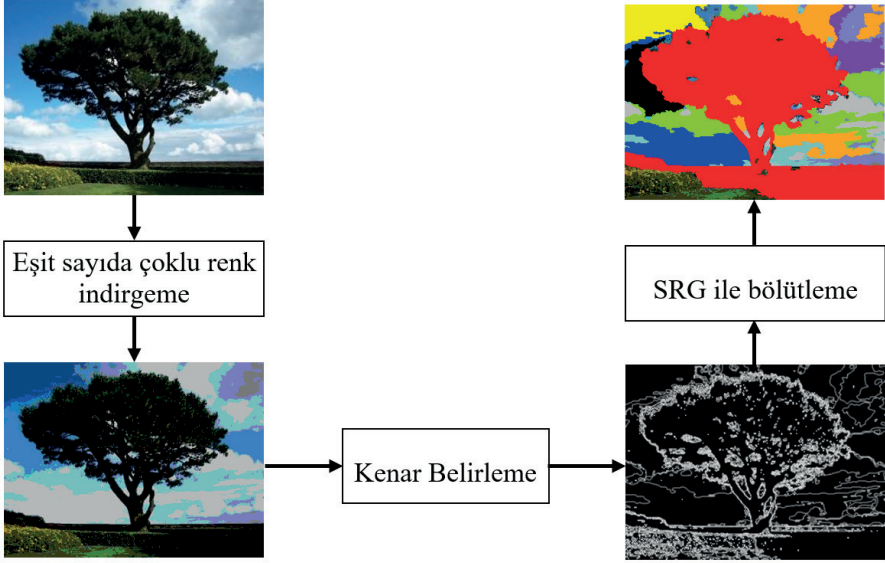 Eşit sayıda çoklu renk
indirgeme
Kenar Belirleme
SRG ile bölütleme